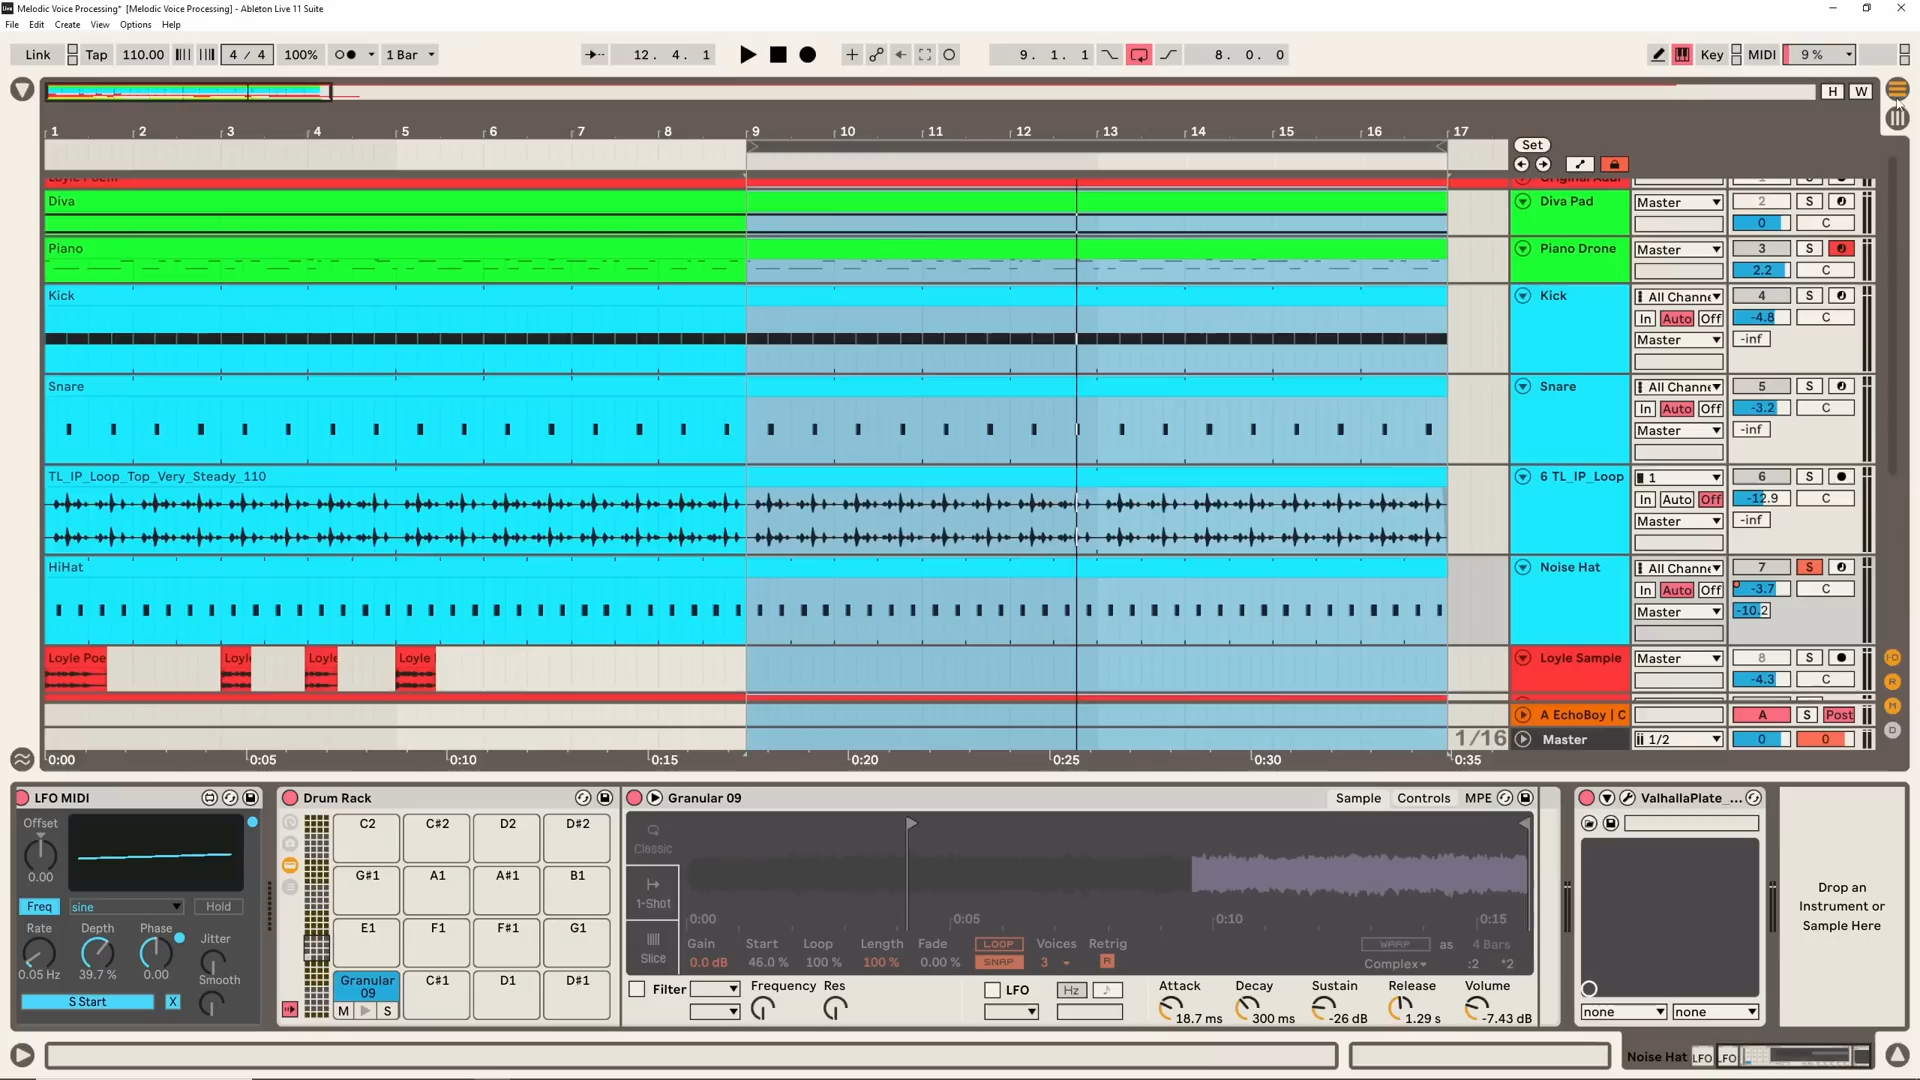 Melodic Voice Processing* [Melodic Voice Processing] - Ableton Live 11 Suite
File Edit Create View Options Help
Link Tap 110.00 4 / 4 100% 1 Bar 12. 4. 1 9. 1. 1 8. 0. 0 Key MIDI 9 %
H W
1 2 3 4 5 6 7 8 9 10 11 12 13 14 15 16 17
Set
Diva
Diva Pad Master 2 S
0 C
Piano
Piano Drone Master 3 S
2.2 C
Kick
Kick All Channe 4 S
In Auto Off -4.8 C
Master -inf
Snare
Snare All Channe 5 S
In Auto Off -3.2 C
Master -inf
TL_IP_Loop_Top_Very_Steady_110
6 TL_IP_Loop 1 6 S
In Auto Off -12.9 C
Master -inf
HiHat
Noise Hat All Channe 7 S
In Auto Off -3.7 C
Master -10.2
Loyle Poe Loyl Loyle Loyle
Loyle Sample Master 8 S
-4.3 C
A EchoBoy | C A S Post
1/16 Master 1/2 0 0
0:00 0:05 0:10 0:15 0:20 0:25 0:30 0:35
I-O
R
M
D
LFO MIDI
Offset
0.00
Freq sine Hold
Rate Depth Phase Jitter
0.05 Hz 39.7 % 0.00
Smooth
S Start X
Drum Rack
C2 C#2 D2 D#2
G#1 A1 A#1 B1
E1 F1 F#1 G1
Granular 09 C#1 D1 D#1
M S
Granular 09 Sample Controls MPE
Classic
1-Shot
Slice
0:00 0:05 0:10 0:15
Gain Start Loop Length Fade LOOP Voices Retrig WARP as 4 Bars
0.0 dB 46.0 % 100 % 100 % 0.00 % SNAP 3 R Complex :2 *2
Filter Frequency Res LFO Hz Attack Decay Sustain Release Volume
18.7 ms 300 ms -26 dB 1.29 s -7.43 dB
ValhallaPlate_...
none none
Drop an
Instrument or
Sample Here
Noise Hat LFO LFO